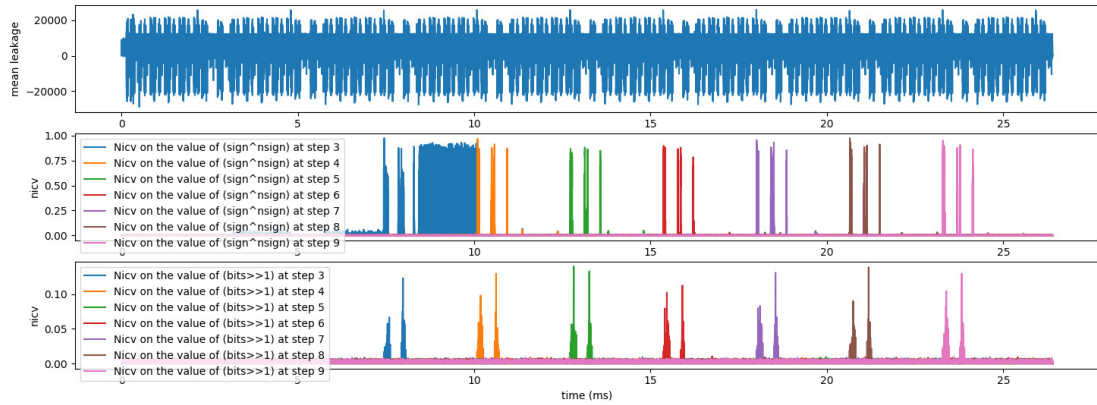 20000
0
−20000
mean leakage
0
5
10
15
20
25
1.00
0.75
0.50
0.25
0.00
nicv
Nicv on the value of (sign^nsign) at step 3
Nicv on the value of (sign^nsign) at step 4
Nicv on the value of (sign^nsign) at step 5
Nicv on the value of (sign^nsign) at step 6
Nicv on the value of (sign^nsign) at step 7
Nicv on the value of (sign^nsign) at step 8
Nicv on the value of (sign^nsign) at step 9
0
5
10
15
20
25
0.10
0.05
0.00
nicv
Nicv on the value of (bits>>1) at step 3
Nicv on the value of (bits>>1) at step 4
Nicv on the value of (bits>>1) at step 5
Nicv on the value of (bits>>1) at step 6
Nicv on the value of (bits>>1) at step 7
Nicv on the value of (bits>>1) at step 8
Nicv on the value of (bits>>1) at step 9
0
5
10
15
20
25
time (ms)